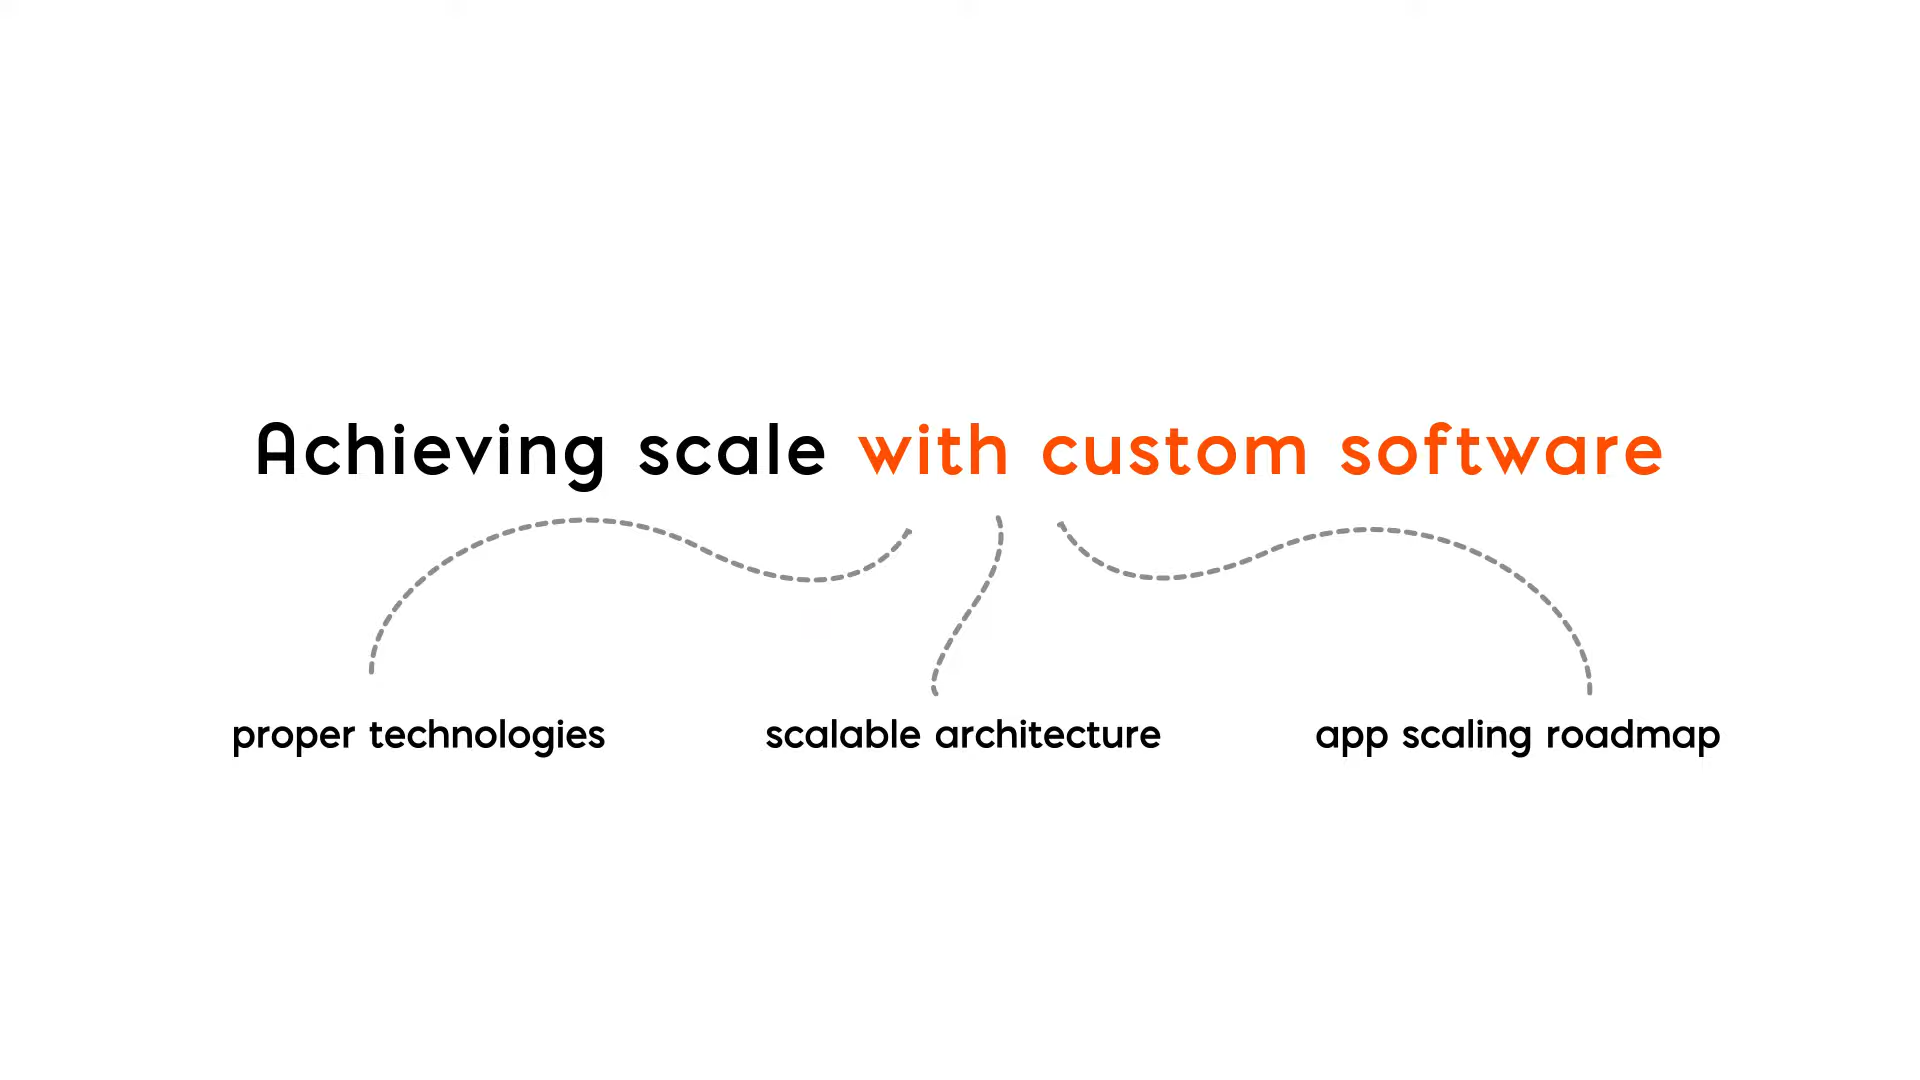 Achieving scale with custom software
proper technologies
scalable architecture
app scaling roadmap